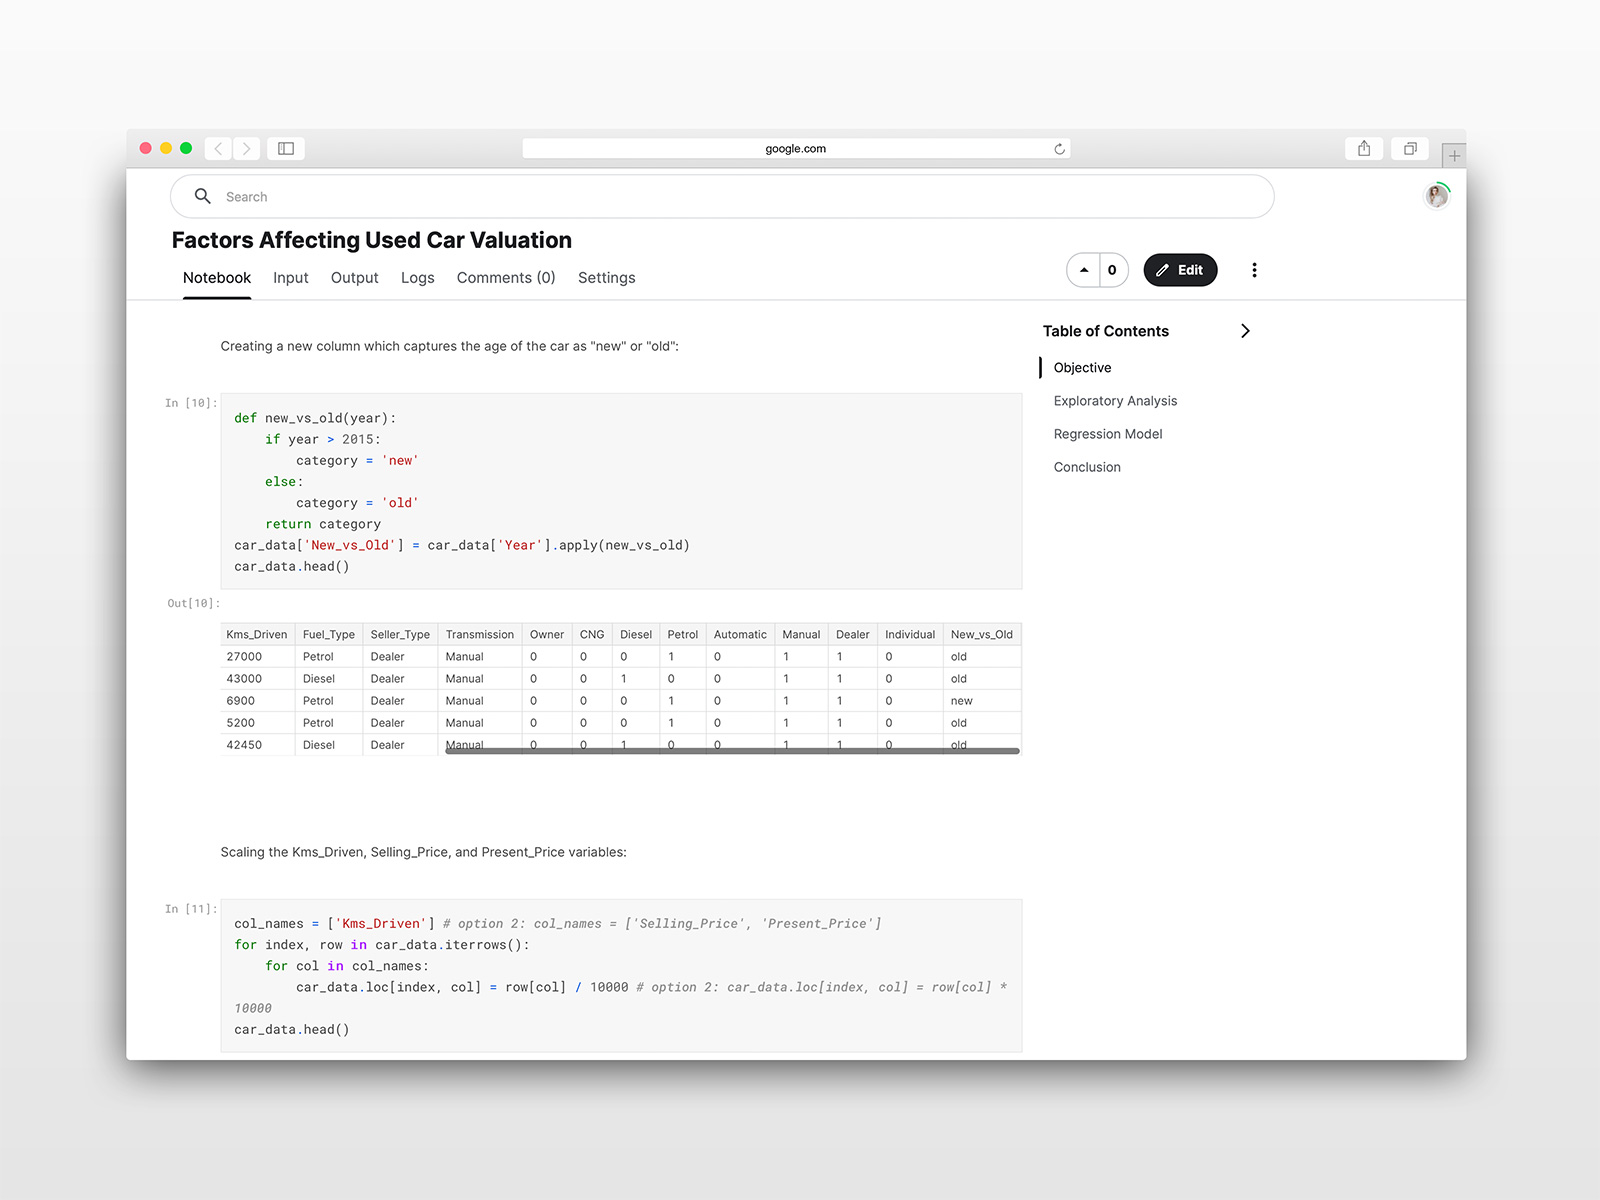 google.com
Search
Factors Affecting Used Car Valuation
Notebook Input Output Logs Comments (0) Settings
0 Edit
Table of Contents
Objective
Exploratory Analysis
Regression Model
Conclusion
Creating a new column which captures the age of the car as "new" or "old":
In [10]:
def new_vs_old(year):
    if year > 2015:
        category = 'new'
    else:
        category = 'old'
    return category
car_data['New_vs_Old'] = car_data['Year'].apply(new_vs_old)
car_data.head()
Out[10]:
Kms_Driven Fuel_Type Seller_Type Transmission Owner CNG Diesel Petrol Automatic Manual Dealer Individual New_vs_Old
27000 Petrol Dealer Manual 0 0 0 1 0 1 1 0 old
43000 Diesel Dealer Manual 0 0 1 0 0 1 1 0 old
6900 Petrol Dealer Manual 0 0 0 1 0 1 1 0 new
5200 Petrol Dealer Manual 0 0 0 1 0 1 1 0 old
42450 Diesel Dealer Manual 0 0 1 0 0 1 1 0 old
Scaling the Kms_Driven, Selling_Price, and Present_Price variables:
In [11]:
col_names = ['Kms_Driven'] # option 2: col_names = ['Selling_Price', 'Present_Price']
for index, row in car_data.iterrows():
    for col in col_names:
        car_data.loc[index, col] = row[col] / 10000 # option 2: car_data.loc[index, col] = row[col] *
10000
car_data.head()